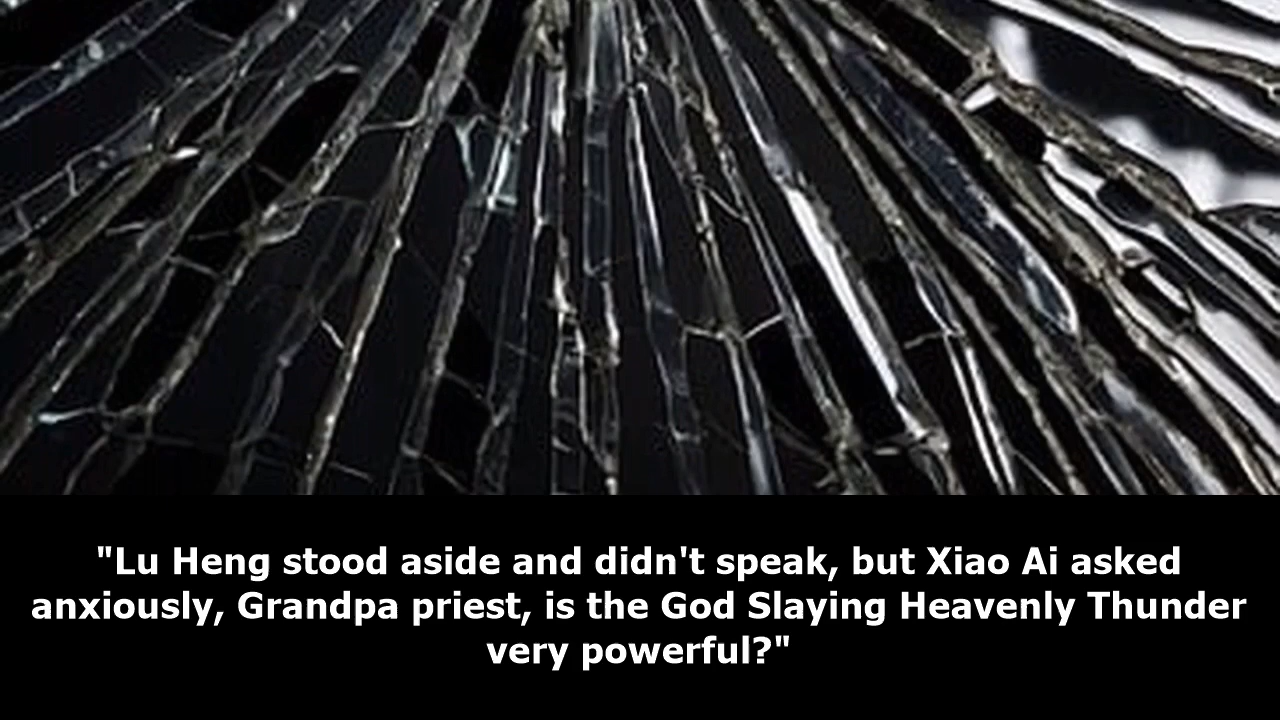 "Lu Heng stood aside and didn't speak, but Xiao Ai asked
anxiously, Grandpa priest, is the God Slaying Heavenly Thunder
very powerful?"